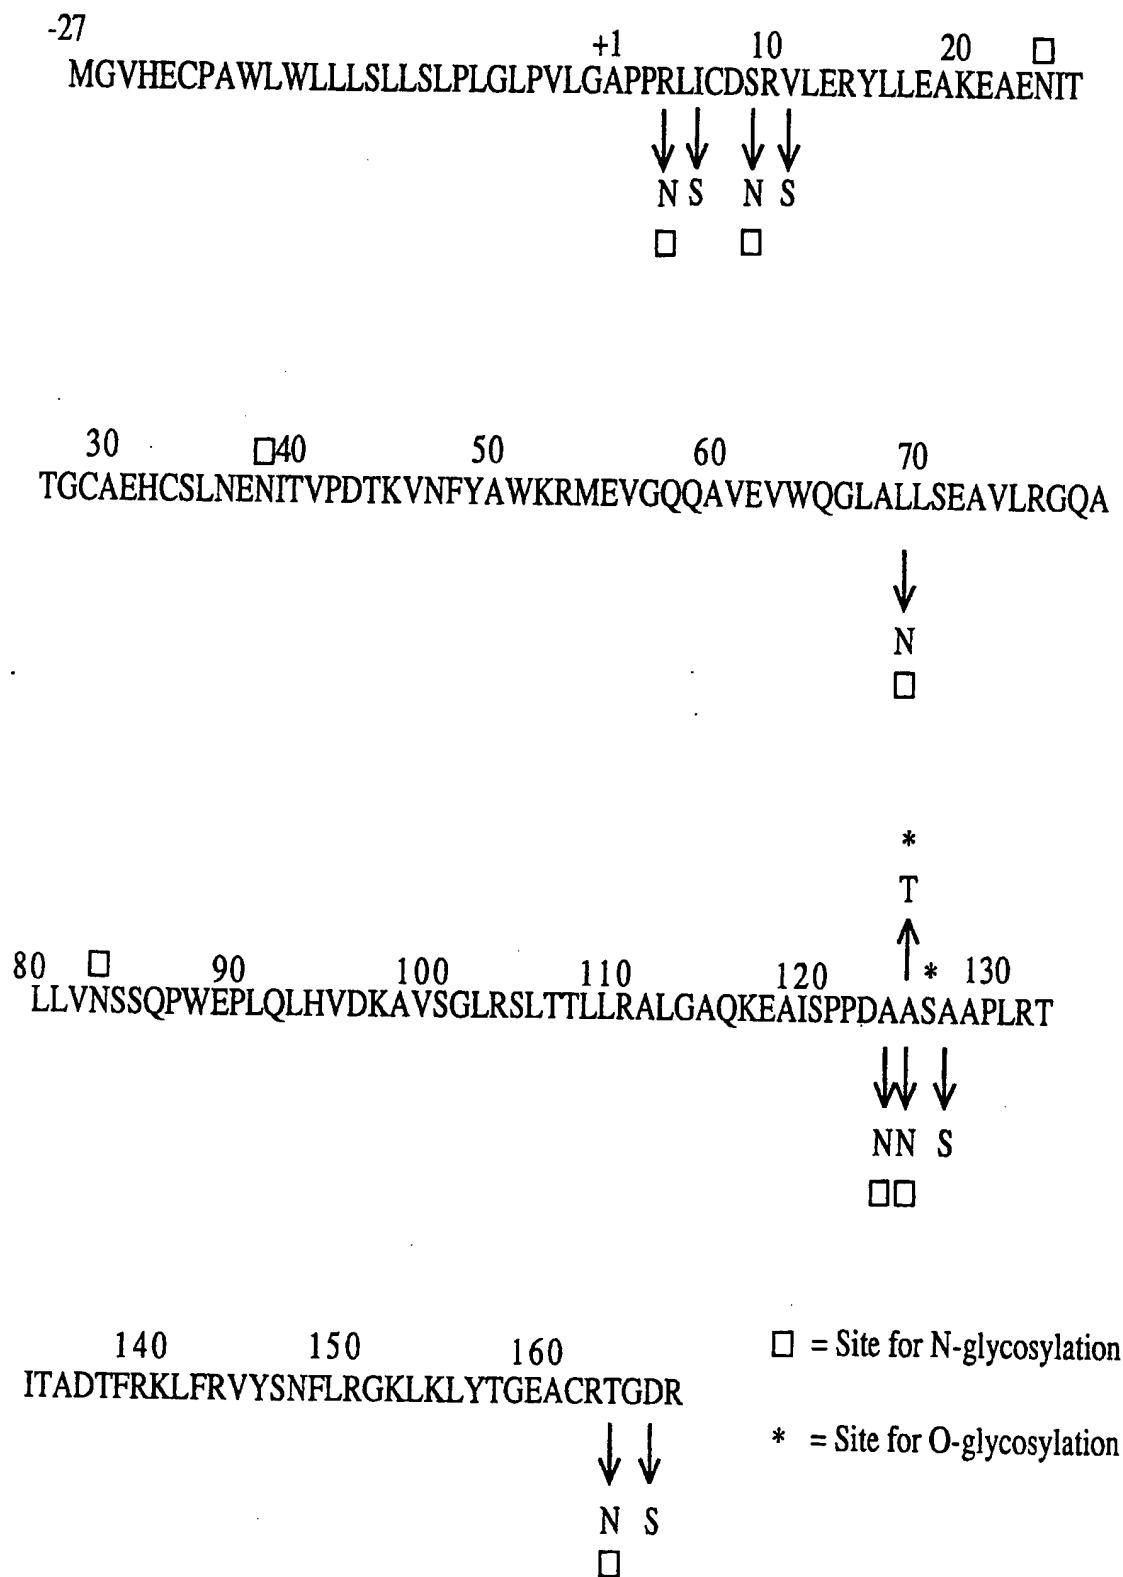 -27 +1 10 20 □
MGVHECPAWLWLLLSLLSLPLGLPVLGAPPRLICDSRVLERYLLEAKEAENIT
↓ ↓ ↓ ↓
N S N S
□ □
30 □40 50 60 70
TGCAEHCSLNENITVPDTKVNFYAWKRMEVGQQAVEVWQGLALLSEAVLRGQA
↓
N
□
*
T
↑
80 □ 90 100 110 120 * 130
LLVNSSQPWEPLQLHVDKAVSGLRSLTTLLRALGAQKEAISPPDAASAAPLRT
↓ ↓ ↓
NN S
□□
140 150 160
ITADTFRKLFRVYSNFLRGKLKLYTGEACRTGDR
↓ ↓
N S
□
□ = Site for N-glycosylation
* = Site for O-glycosylation